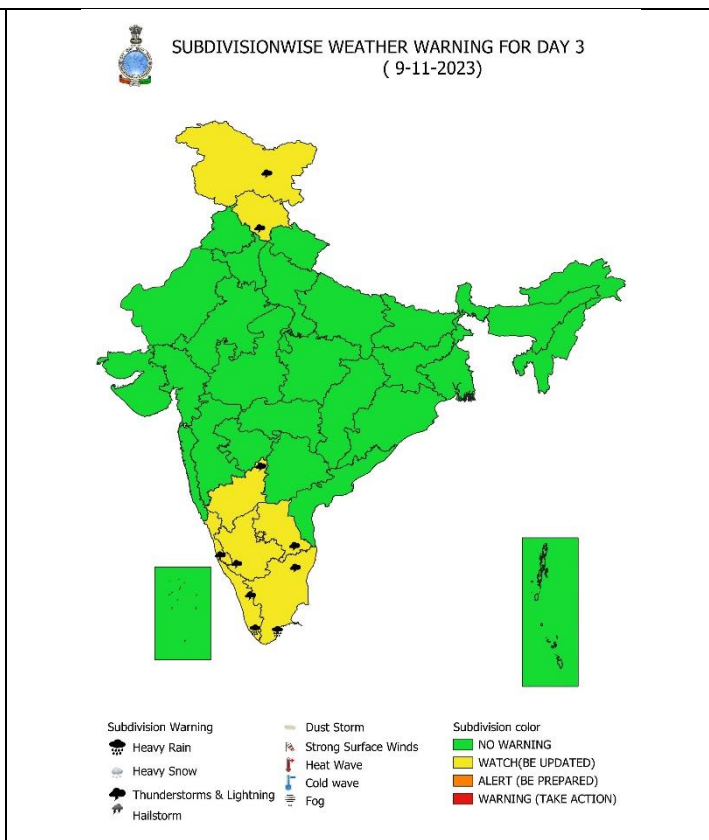 SUBDIVISIONWISE WEATHER WARNING FOR DAY 3
( 9-11-2023)
Subdivision Warning
Heavy Rain
Heavy Snow
Thunderstorms & Lightning
Hailstorm
Dust Storm
Strong Surface Winds
Heat Wave
Cold wave
Fog
Subdivision color
NO WARNING
WATCH(BE UPDATED)
ALERT (BE PREPARED)
WARNING (TAKE ACTION)